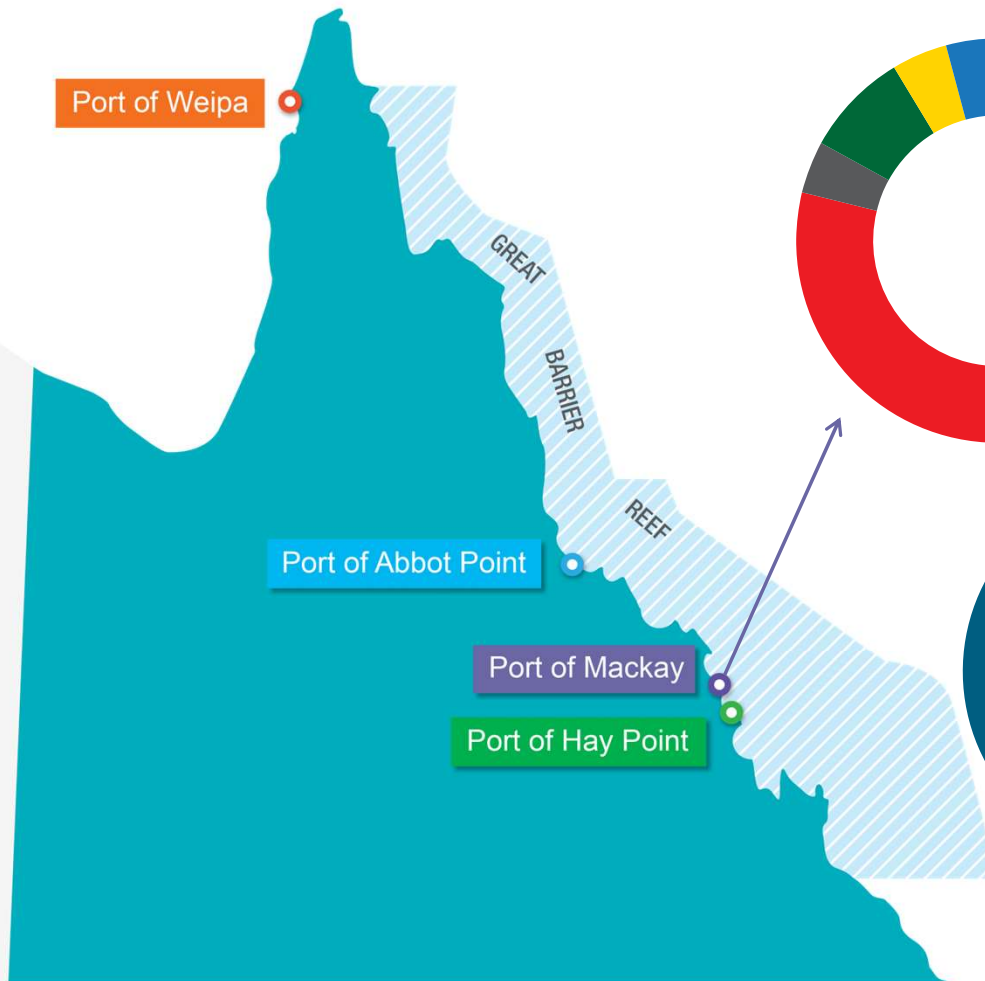 Port of Weipa
GREAT
BARRIER
REEF
Port of Abbot Point
Port of Mackay
Port of Hay Point